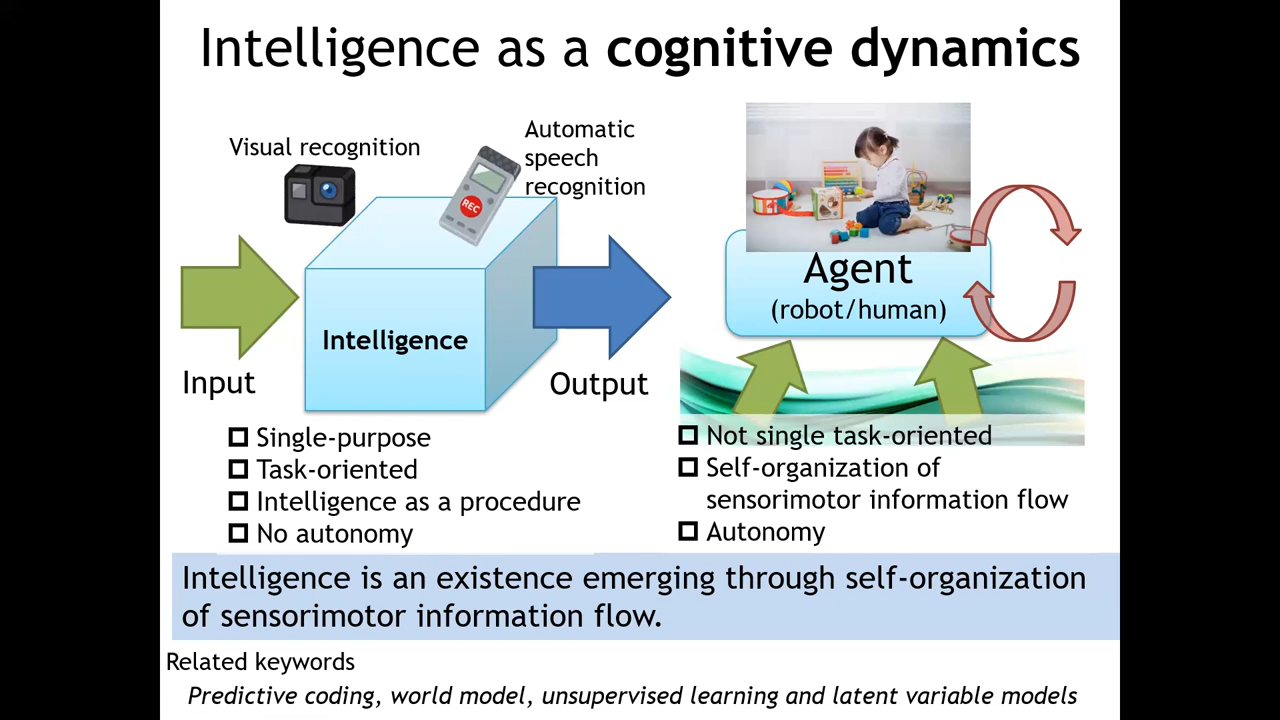 Intelligence as a cognitive dynamics
Visual recognition
Automatic
speech
recognition
REC
Intelligence
Input
Output
Single-purpose
Task-oriented
Intelligence as a procedure
No autonomy
Agent
(robot/human)
Not single task-oriented
Self-organization of
sensorimotor information flow
Autonomy
Intelligence is an existence emerging through self-organization
of sensorimotor information flow.
Related keywords
Predictive coding, world model, unsupervised learning and latent variable models